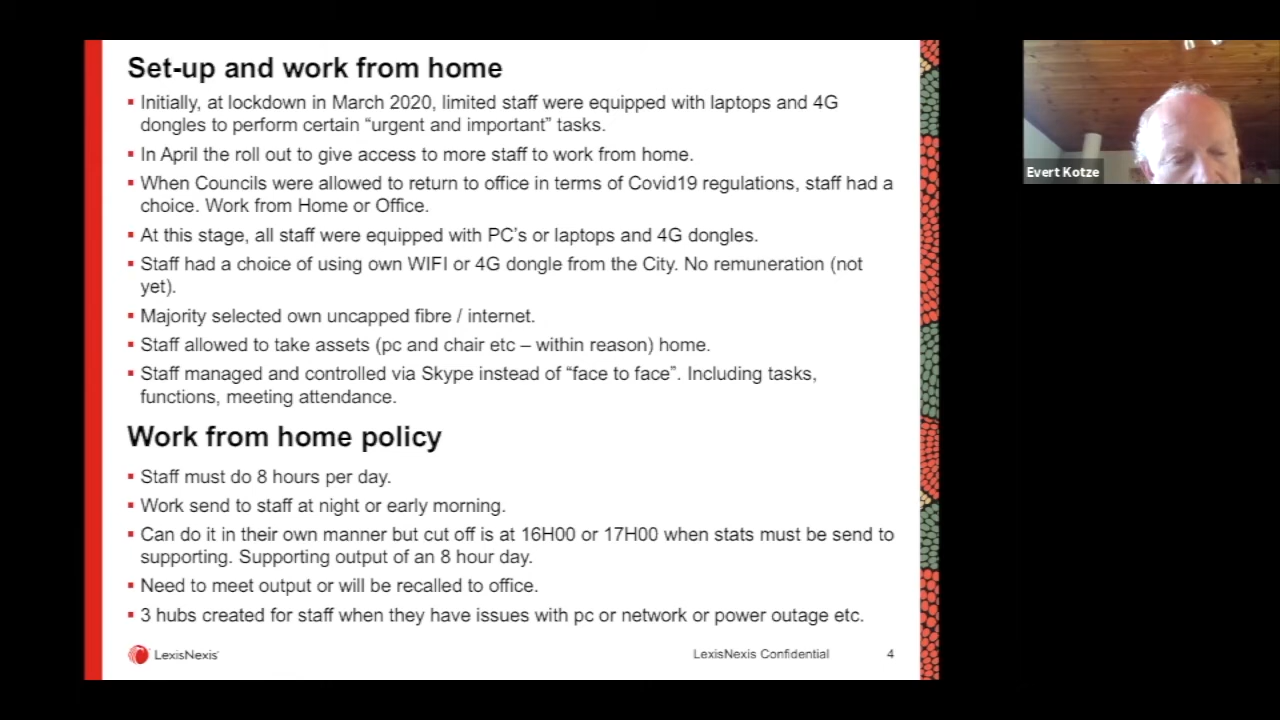 Set-up and work from home
▪ Initially, at lockdown in March 2020, limited staff were equipped with laptops and 4G
dongles to perform certain “urgent and important” tasks.
▪ In April the roll out to give access to more staff to work from home.
▪ When Councils were allowed to return to office in terms of Covid19 regulations, staff had a
choice. Work from Home or Office.
▪ At this stage, all staff were equipped with PC’s or laptops and 4G dongles.
▪ Staff had a choice of using own WIFI or 4G dongle from the City. No remuneration (not
yet).
▪ Majority selected own uncapped fibre / internet.
▪ Staff allowed to take assets (pc and chair etc – within reason) home.
▪ Staff managed and controlled via Skype instead of “face to face”. Including tasks,
functions, meeting attendance.
Work from home policy
▪ Staff must do 8 hours per day.
▪ Work send to staff at night or early morning.
▪ Can do it in their own manner but cut off is at 16H00 or 17H00 when stats must be send to
supporting. Supporting output of an 8 hour day.
▪ Need to meet output or will be recalled to office.
▪ 3 hubs created for staff when they have issues with pc or network or power outage etc.
LexisNexis LexisNexis Confidential 4
Evert Kotze